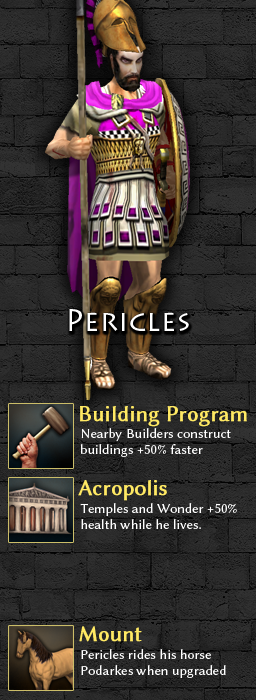 Pericles
Building Program
Nearby Builders construct
buildings +50% faster
Acropolis
Temples and Wonder +50%
health while he lives.
Mount
Pericles rides his horse
Podarkes when upgraded